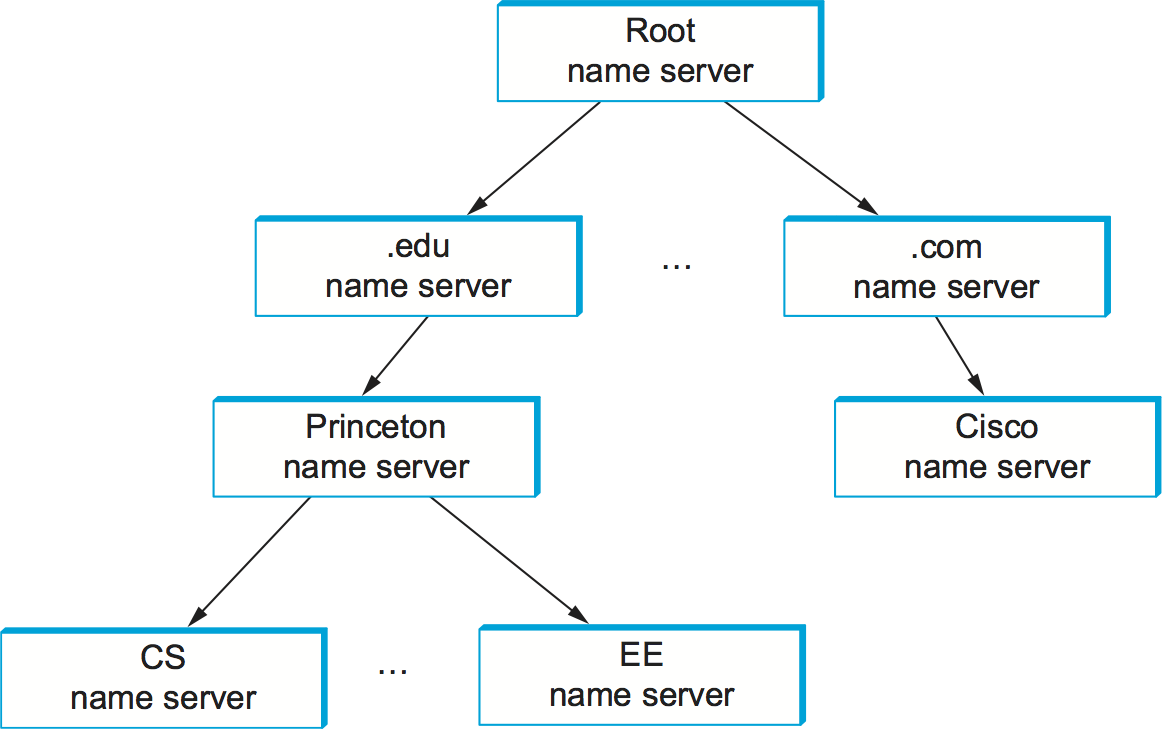 Root
name server
.edu
name server
...
.com
name server
Princeton
name server
Cisco
name server
CS
name server
...
EE
name server